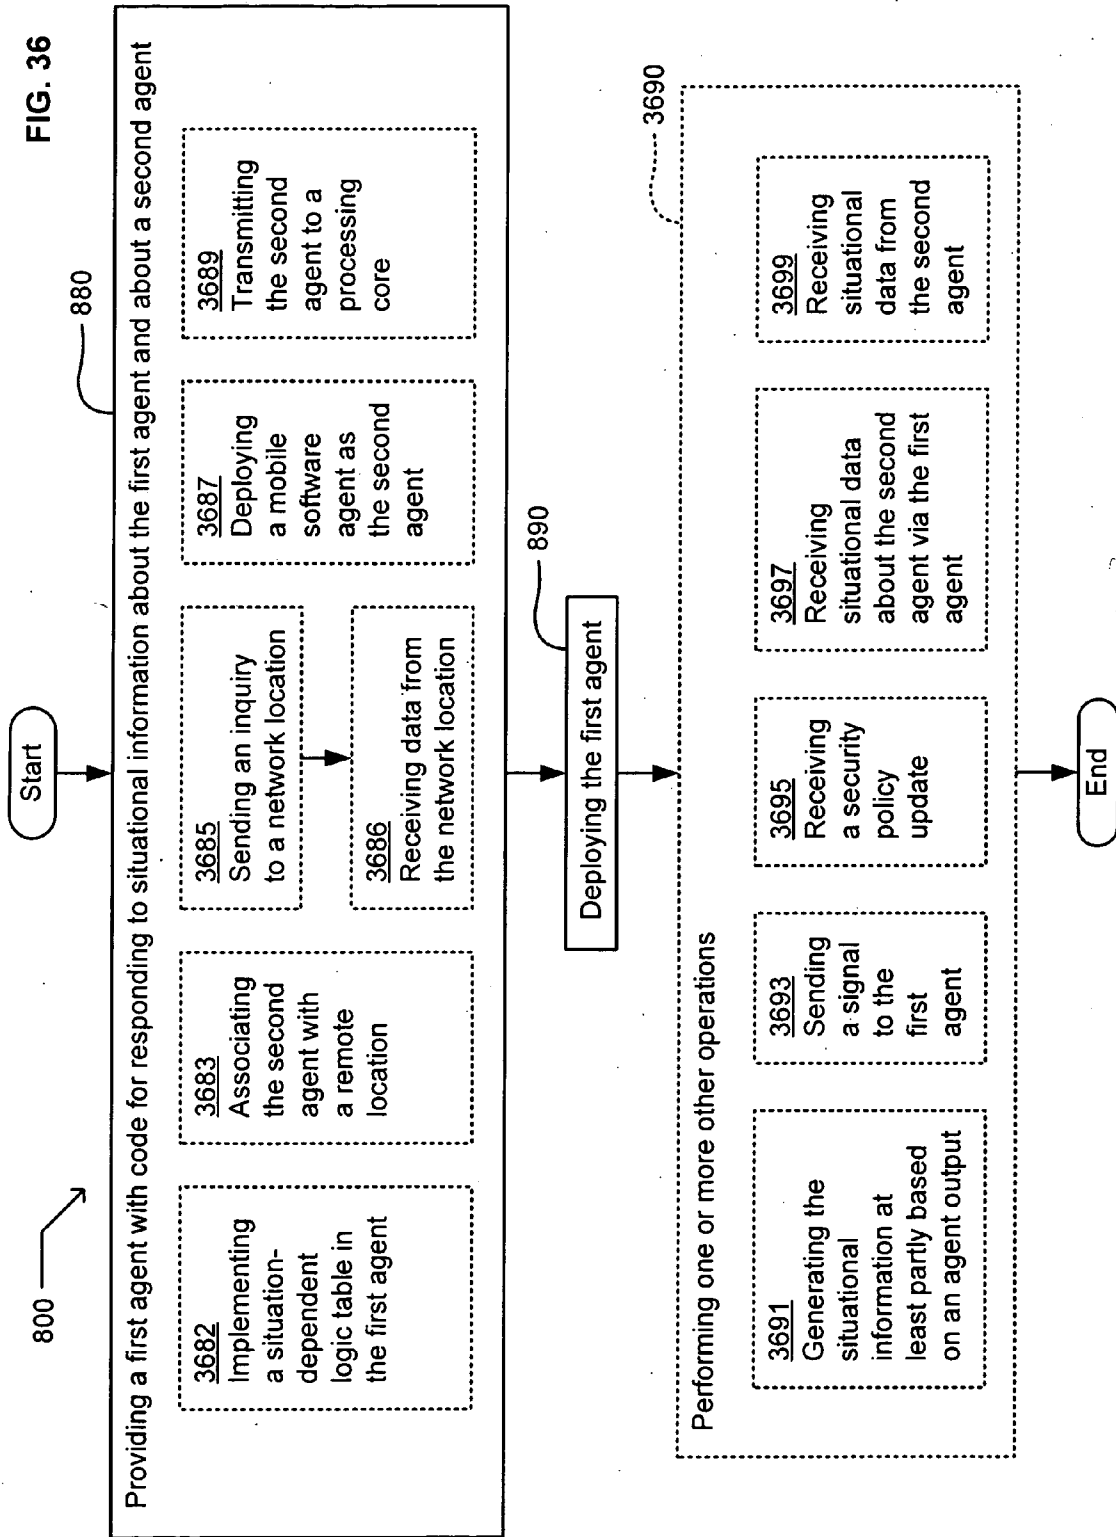 FIG. 36
800
Start
880
Providing a first agent with code for responding to situational information about the first agent and about a second agent
3682
Implementing
a situation-
dependent
logic table in
the first agent
3683
Associating
the second
agent with
a remote
location
3685
Sending an inquiry
to a network location
3686
Receiving data from
the network location
3687
Deploying
a mobile
software
agent as
the second
agent
3689
Transmitting
the second
agent to a
processing
core
890
Deploying the first agent
3690
Performing one or more other operations
3691
Generating the
situational
information at
least partly based
on an agent output
3693
Sending
a signal
to the
first
agent
3695
Receiving
a security
policy
update
3697
Receiving
situational data
about the second
agent via the first
agent
3699
Receiving
situational
data from
the second
agent
End